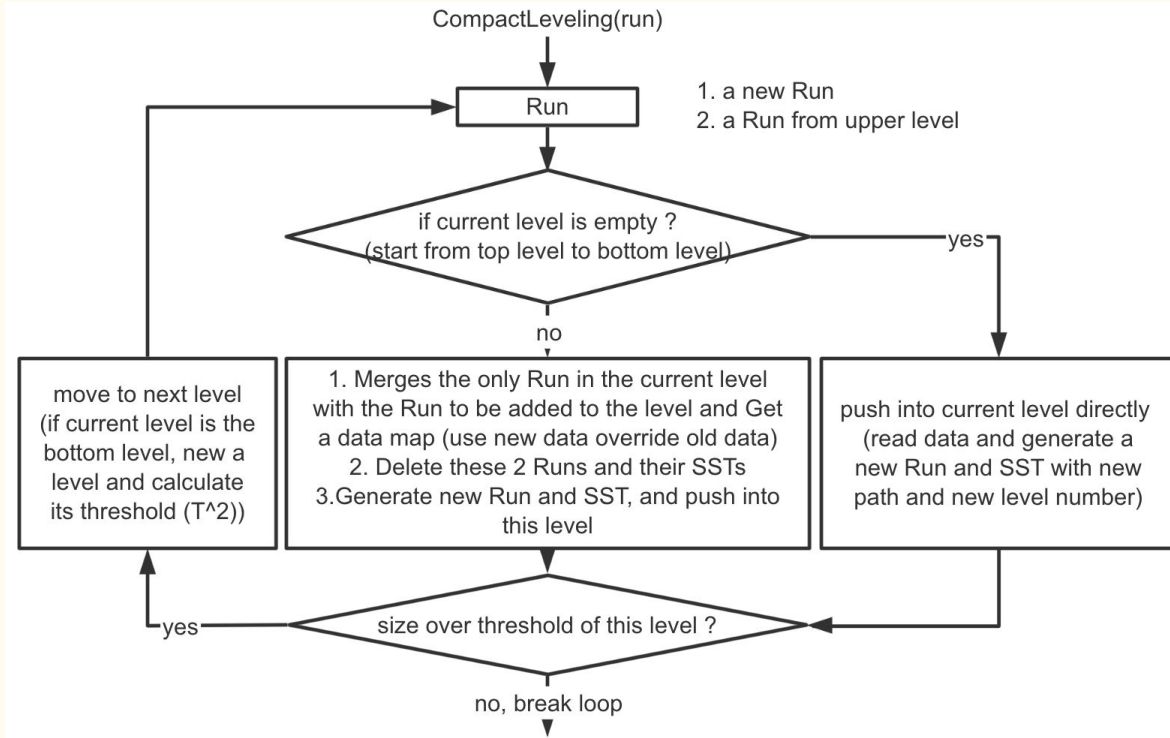 CompactLeveling(run)
Run
1. a new Run
2. a Run from upper level
if current level is empty ?
(start from top level to bottom level)
yes
no
move to next level
(if current level is the
bottom level, new a
level and calculate
its threshold (T^2))
1. Merges the only Run in the current level
with the Run to be added to the level and Get
a data map (use new data override old data)
2. Delete these 2 Runs and their SSTs
3.Generate new Run and SST, and push into
this level
push into current level directly
(read data and generate a
new Run and SST with new
path and new level number)
size over threshold of this level ?
yes
no, break loop